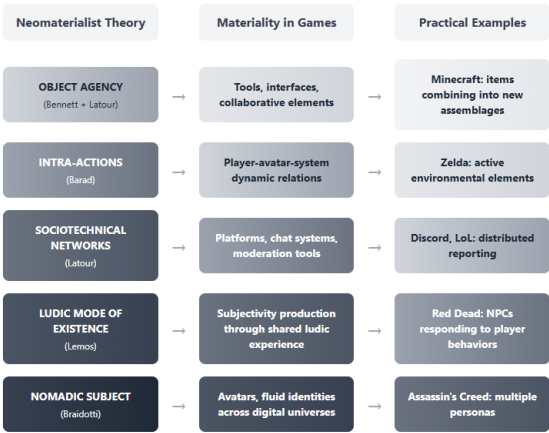 Neomaterialist Theory
Materiality in Games
Practical Examples
OBJECT AGENCY
(Bennett + Latour)
→
Tools, interfaces,
collaborative elements
→
Minecraft: items
combining into new
assemblages
INTRA-ACTIONS
(Barad)
→
Player-avatar-system
dynamic relations
→
Zelda: active
environmental elements
SOCIOTECHNICAL
NETWORKS
(Latour)
→
Platforms, chat systems,
moderation tools
→
Discord, LoL: distributed
reporting
LUDIC MODE OF
EXISTENCE
(Lemos)
→
Subjectivity production
through shared ludic
experience
→
Red Dead: NPCs
responding to player
behaviors
NOMADIC SUBJECT
(Braidotti)
→
Avatars, fluid identities
across digital universes
→
Assassin's Creed: multiple
personas